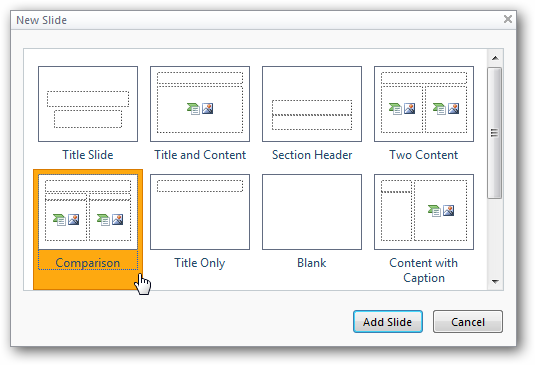 New Slide
Title Slide
Title and Content
Section Header
Two Content
Comparison
Title Only
Blank
Content with
Caption
Add Slide
Cancel